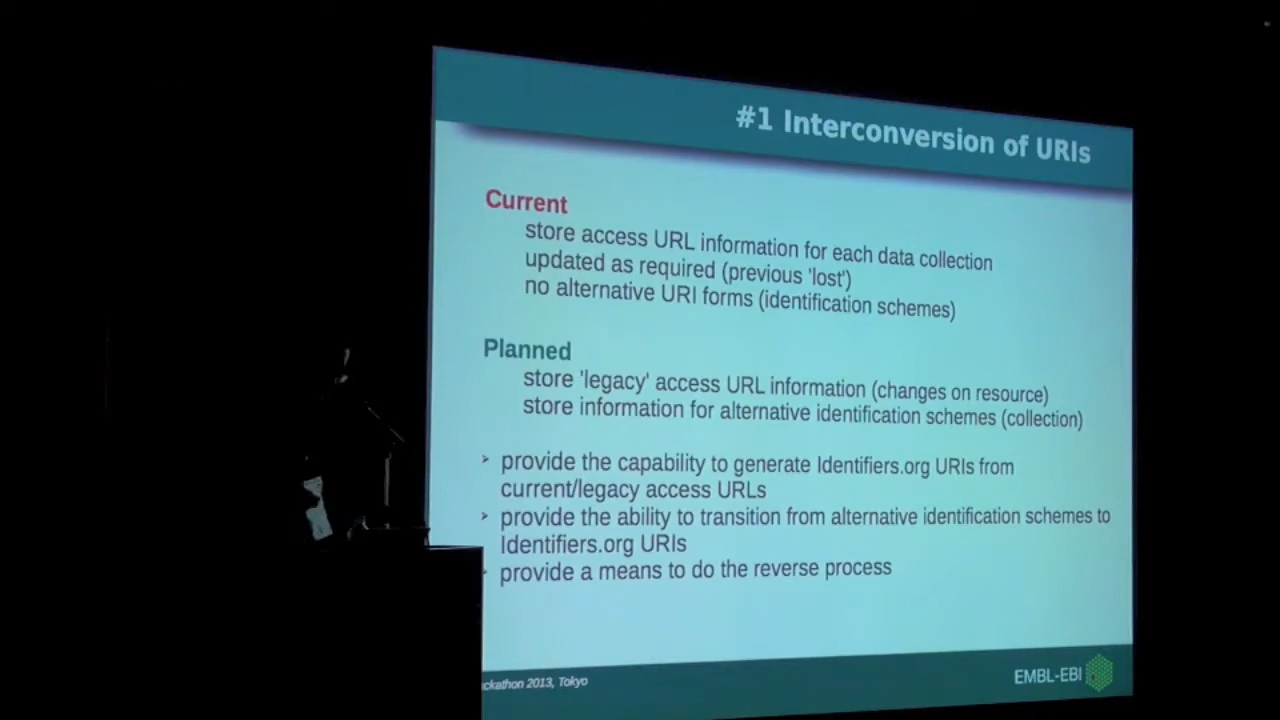 #1 Interconversion of URIs
Current
store access URL information for each data collection
updated as required (previous 'lost')
no alternative URI forms (identification schemes)
Planned
store 'legacy' access URL information (changes on resource)
store information for alternative identification schemes (collection)
provide the capability to generate Identifiers.org URIs from
current/legacy access URLs
provide the ability to transition from alternative identification schemes to
Identifiers.org URIs
provide a means to do the reverse process
2013, Tokyo
EMBL-EBI